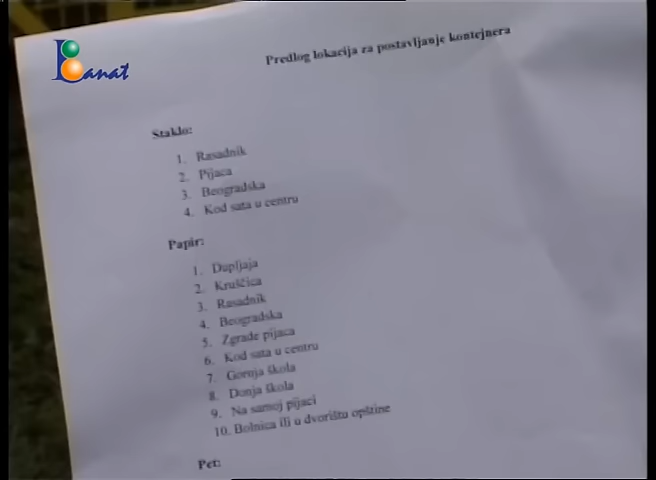 Banat
Predlog lokacija za postavljanje kontejnera
Staklo:
1. Rasadnik
2. Pijaca
3. Beogradska
4. Kod sata u centru
Papir:
1. Dupljaja
2. Kruščica
3. Rasadnik
4. Beogradska
5. Zgrade pijaca
6. Kod sata u centru
7. Gornja škola
8. Donja škola
9. Na samoj pijaci
10. Bolnica ili u dvorištu opštine
Pet: